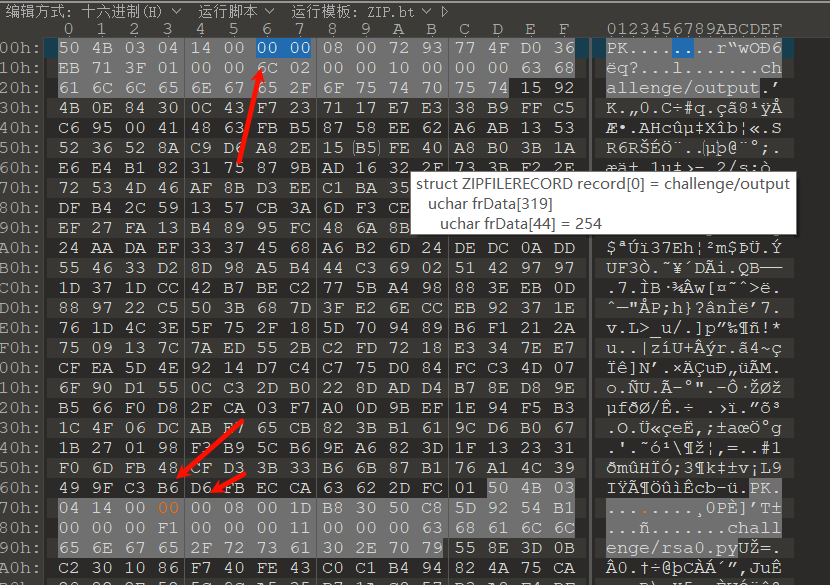 编辑方式: 十六进制(H) 运行脚本 运行模板: ZIP.bt
0 1 2 3 4 5 6 7 8 9 A B C D E F 0123456789ABCDEF
00h: 50 4B 03 04 14 00 00 00 08 00 72 93 77 4F D0 36 PK........r“wOÐ6
10h: EB 71 3F 01 00 00 6C 02 00 00 10 00 00 00 63 68 ëq?...l.......ch
20h: 61 6C 6C 65 6E 67 65 2F 6F 75 74 70 75 74 15 92 allenge/output.’
30h: 4B 0E 84 30 0C 43 F7 23 71 17 E7 E3 38 B9 FF C5 K.„0.C÷#q.çã8¹ÿÅ
40h: C6 95 00 41 48 63 FB B5 87 58 EE 62 A6 AB 13 53 Æ•.AHcûµ‡Xîb¦«.S
50h: 52 36 52 8A C9 D6 A8 2E 15 B5 FE 40 A8 B0 3B 1A R6RŠÉÖ¨..µþ@¨°;.
60h: E6 E4 B1 82 31 75 87 9B AD 16 32 2F 73 3B F2 2E
70h: 72 53 4D 46 AF 8B D3 EE C1 BA 35
80h: DF B4 2C 59 13 57 CB 3A 6D F3 CE
90h: EF 27 FA 13 B4 89 95 FC 48 6A 8B
A0h: 24 AA DA EF 33 37 45 68 A6 B2 6D 24 DE DC 0A DD $ªÚï37Eh¦²m$ÞÜ.Ý
B0h: 55 46 33 D2 8D 98 A5 B4 44 C3 69 02 51 42 97 97 UF3Ò.˜¥´DÃi.QB——
C0h: 1D 37 1D CC 42 B7 BE C2 77 5B A4 98 88 3E EB 0D .7.ÌB·¾Âw[¤˜ˆ>ë.
D0h: 88 97 22 C5 50 3B 68 7D 3F E2 6E CC EB 92 37 1E ˆ—"ÅP;h}?ânÌë’7.
E0h: 76 1D 4C 3E 5F 75 2F 18 5D 70 94 89 B6 F1 21 2A v.L>_u/.]p”‰¶ñ!*
F0h: 75 09 13 7C 7A ED 55 2B C2 FD 72 18 E3 34 7E E7 u..|zíU+Âýr.ã4~ç
00h: CF EA 5D 4E 92 14 D7 C4 C7 75 D0 84 FC C3 4D 07 Ïê]N’.×ÄÇuÐ„üÃM.
10h: 6F 90 D1 55 0C C3 2D B0 22 8D AD D4 B7 8E D8 9E
20h: B5 66 F0 D8 2F CA 03 F7 A0 0D 9B EF 1E 94 F5 B3
30h: 1C 4F 06 DC AB E7 65 CB 82 3B B1 61 9C D6 B0 67 .O.Ü«çeË‚;±aœÖ°g
40h: 1B 27 01 98 F3 B9 5C B6 9E A6 82 3D 1F 13 23 31 .'.˜ó¹\¶ž¦‚=..#1
50h: F0 6D FB 48 CF D3 3B 33 B6 6B 87 B1 76 A1 4C 39 ðmûHÏÓ;3¶k‡±v¡L9
60h: 49 9F C3 B6 D6 FB EC CA 63 62 2D FC 01 50 4B 03 IŸÃ¶ÖûìÊcb-ü.PK.
70h: 04 14 00 00 00 08 00 1D B8 30 50 C8 5D 92 54 B1
80h: 00 00 00 F1 00 00 00 11 00 00 00 63 68 61 6C 6C ...ñ.......chall
90h: 65 6E 67 65 2F 72 73 61 30 2E 70 79 55 8E 3D 0B enge/rsa0.pyUŽ=.
C2 30 10 86 F7 40 FE 43 C0 C1 B4 94 82 4A 75 CA Â0.†÷@þCÀÁ´”‚JuÊ
struct ZIPFILERECORD record[0] = challenge/output
uchar frData[319]
uchar frData[44] = 254